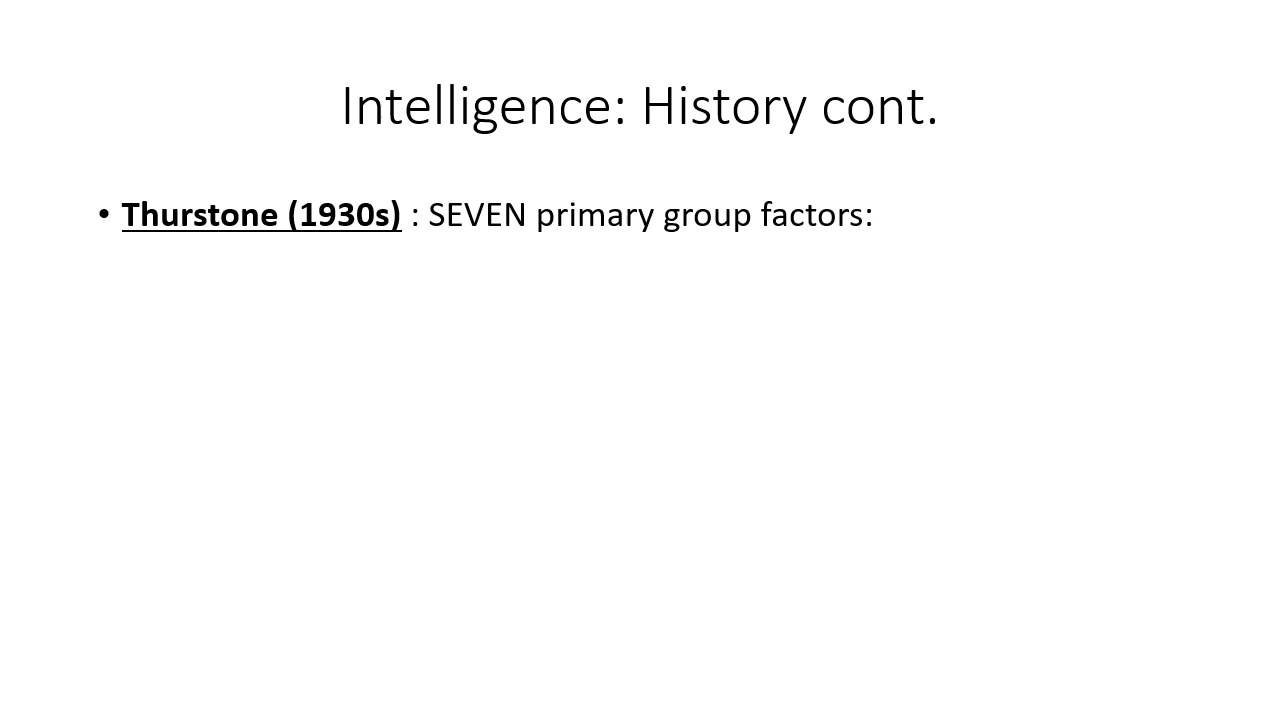 Intelligence: History cont.
• Thurstone (1930s) : SEVEN primary group factors: